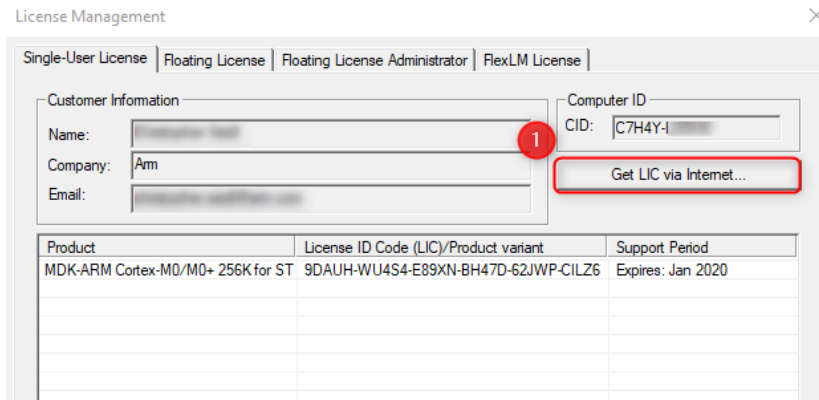 License Management
Single-User License Floating License Floating License Administrator FlexLM License
Customer Information
Name:
Company: Arm
Email:
Computer ID
CID: C7H4Y-
1
Get LIC via Internet...
Product License ID Code (LIC)/Product variant Support Period
MDK-ARM Cortex-M0/M0+ 256K for ST 9DAUH-WU4S4-E89XN-BH47D-62JWP-CILZ6 Expires: Jan 2020